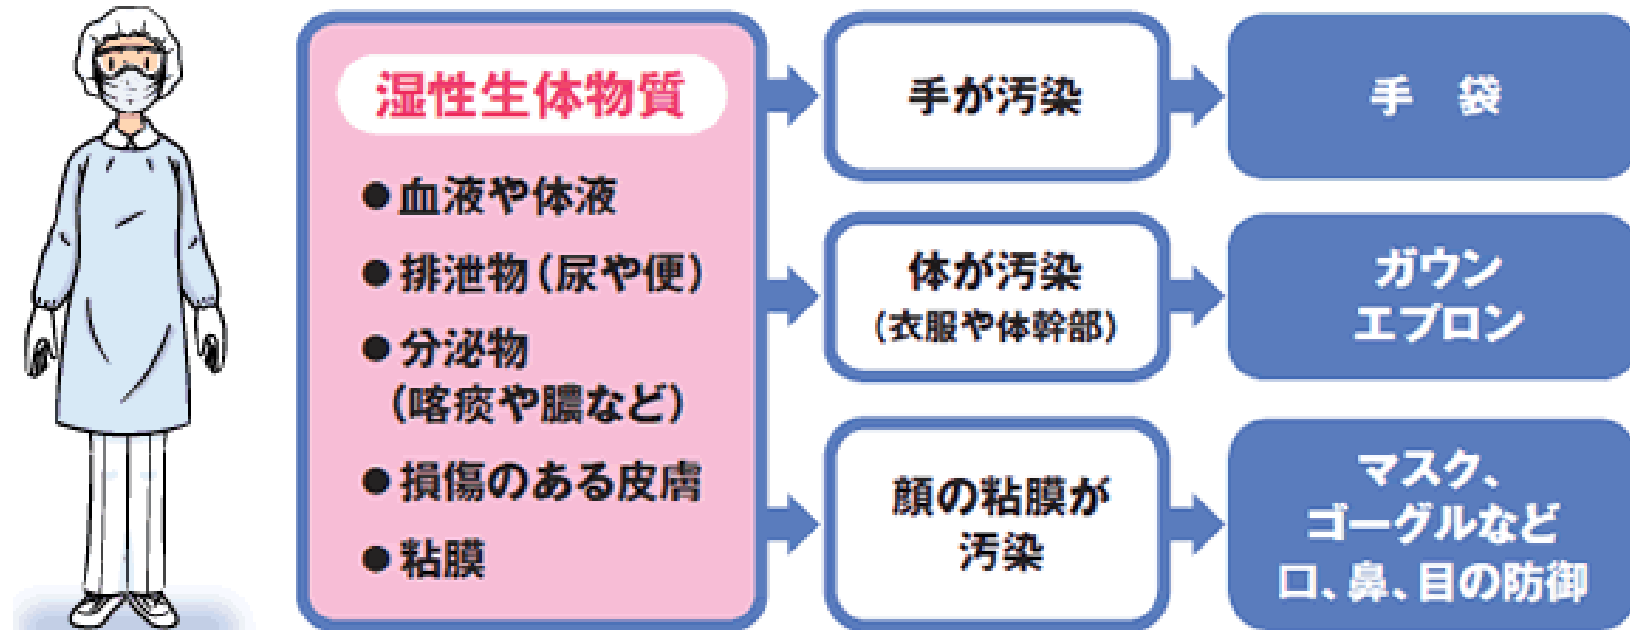 湿性生体物質
●血液や体液
●排泄物(尿や便)
●分泌物
(喀痰や膿など)
●損傷のある皮膚
●粘膜
手が汚染
手 袋
体が汚染
(衣服や体幹部)
ガウン
エプロン
顔の粘膜が
汚染
マスク、
ゴーグルなど
口、鼻、目の防御